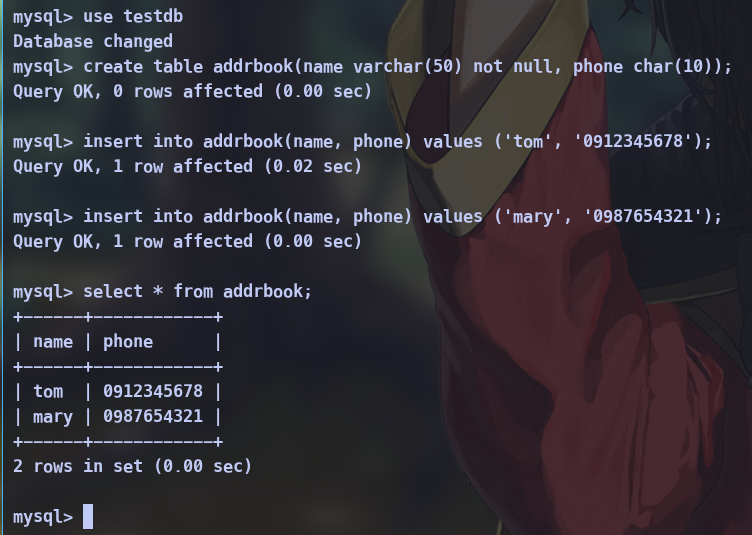 mysql> use testdb
Database changed
mysql> create table addrbook(name varchar(50) not null, phone char(10));
Query OK, 0 rows affected (0.00 sec)
mysql> insert into addrbook(name, phone) values ('tom', '0912345678');
Query OK, 1 row affected (0.02 sec)
mysql> insert into addrbook(name, phone) values ('mary', '0987654321');
Query OK, 1 row affected (0.00 sec)
mysql> select * from addrbook;
+------+------------+
| name | phone      |
+------+------------+
| tom  | 0912345678 |
| mary | 0987654321 |
+------+------------+
2 rows in set (0.00 sec)
mysql>